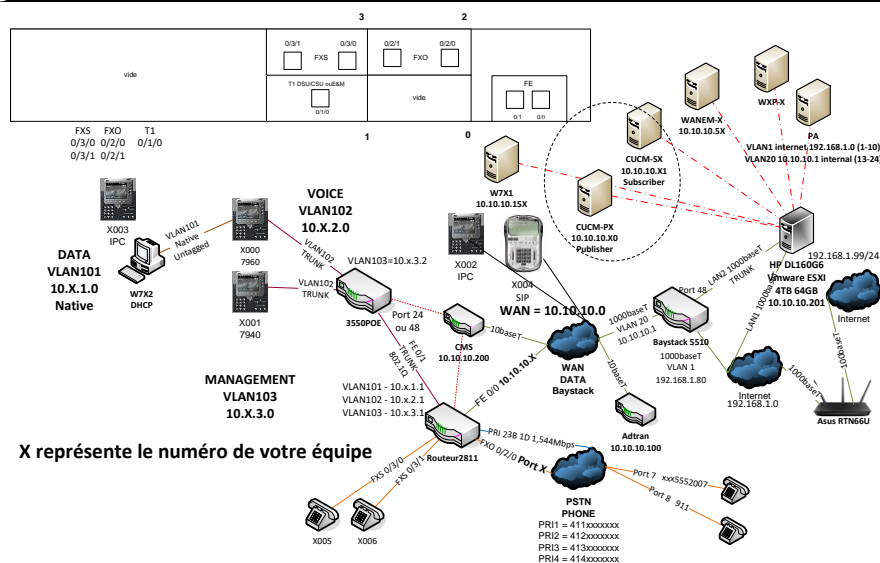 3
2
0/3/1
FXS
0/3/0
0/2/1
FXO
0/2/0
vide
T1 DSU/CSU ouE&M
0/1/0
vide
FE
0/1
0/0
1
0
FXS FXO T1
0/3/0 0/2/0 0/1/0
0/3/1 0/2/1
WANEM-X
10.10.10.5X
WXP-X
PA
VLAN1 internet 192.168.1.0 (1-10)
VLAN20 10.10.10.1 internal (13-24)
CUCM-SX
10.10.10.X1
Subscriber
W7X1
10.10.10.15X
CUCM-PX
10.10.10.X0
Publisher
X003
IPC
VLAN101
Native
Untagged
VOICE
VLAN102
10.X.2.0
DATA
VLAN101
10.X.1.0
Native
W7X2
DHCP
X000
7960
VLAN102
TRUNK
VLAN103=10.x.3.2
X002
IPC
X004
SIP
WAN = 10.10.10.0
HP DL160G6
Vmware ESXI
4TB 64GB
10.10.10.201
192.168.1.99/24
Internet
LAN2 1000baseT
TRUNK
LAN1 1000baseT
Port 48
1000baseT
VLAN 20
10.10.10.1
Baystack 5510
1000baseT
VLAN 1
192.168.1.80
X001
7940
VLAN102
TRUNK
3550POE
Port 24
ou 48
CMS
10.10.10.200
10baseT
WAN
DATA
Baystack
Internet
192.168.1.0
1000baseT
100baseT
Asus RTN66U
FE 0/1
TRUNK
802.1Q
MANAGEMENT
VLAN103
10.X.3.0
VLAN101 - 10.x.1.1
VLAN102 - 10.x.2.1
VLAN103 - 10.x.3.1
FE 0/0 10.10.10.X
10baseT
Adtran
10.10.10.100
X représente le numéro de votre équipe
Routeur2811
PRI 23B 1D 1,544Mbps
FXO 0/2/0 Port X
FXS 0/3/0
FXS 0/3/1
X005
X006
PSTN
PHONE
Port 7 xxx5552007
Port 8 911
PRI1 = 411xxxxxxx
PRI2 = 412xxxxxxx
PRI3 = 413xxxxxxx
PRI4 = 414xxxxxxx